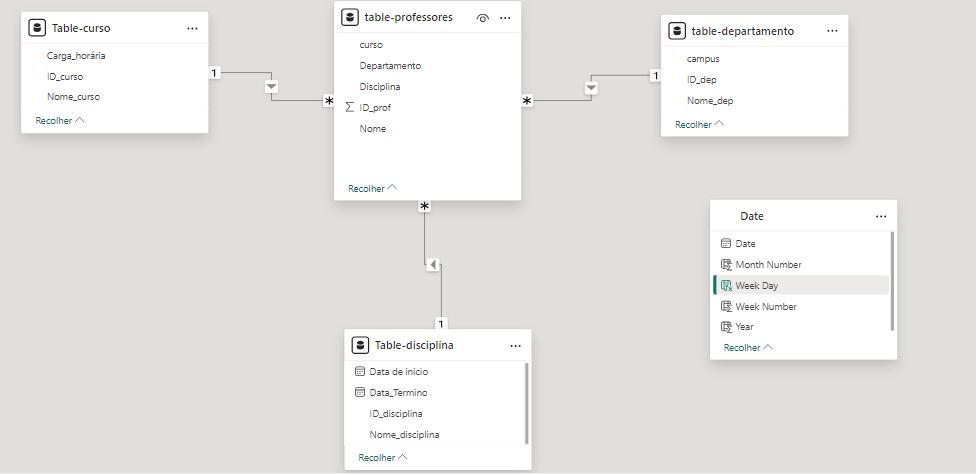 Table-curso
Carga_horária
ID_curso
Nome_curso
Recolher
1
*
table-professores
curso
Departamento
Disciplina
ID_prof
Nome
Recolher
*
1
table-departamento
campus
ID_dep
Nome_dep
Recolher
*
1
Table-disciplina
Data de inicio
Data_Termino
ID_disciplina
Nome_disciplina
Recolher
Date
Date
Month Number
Week Day
Week Number
Year
Recolher